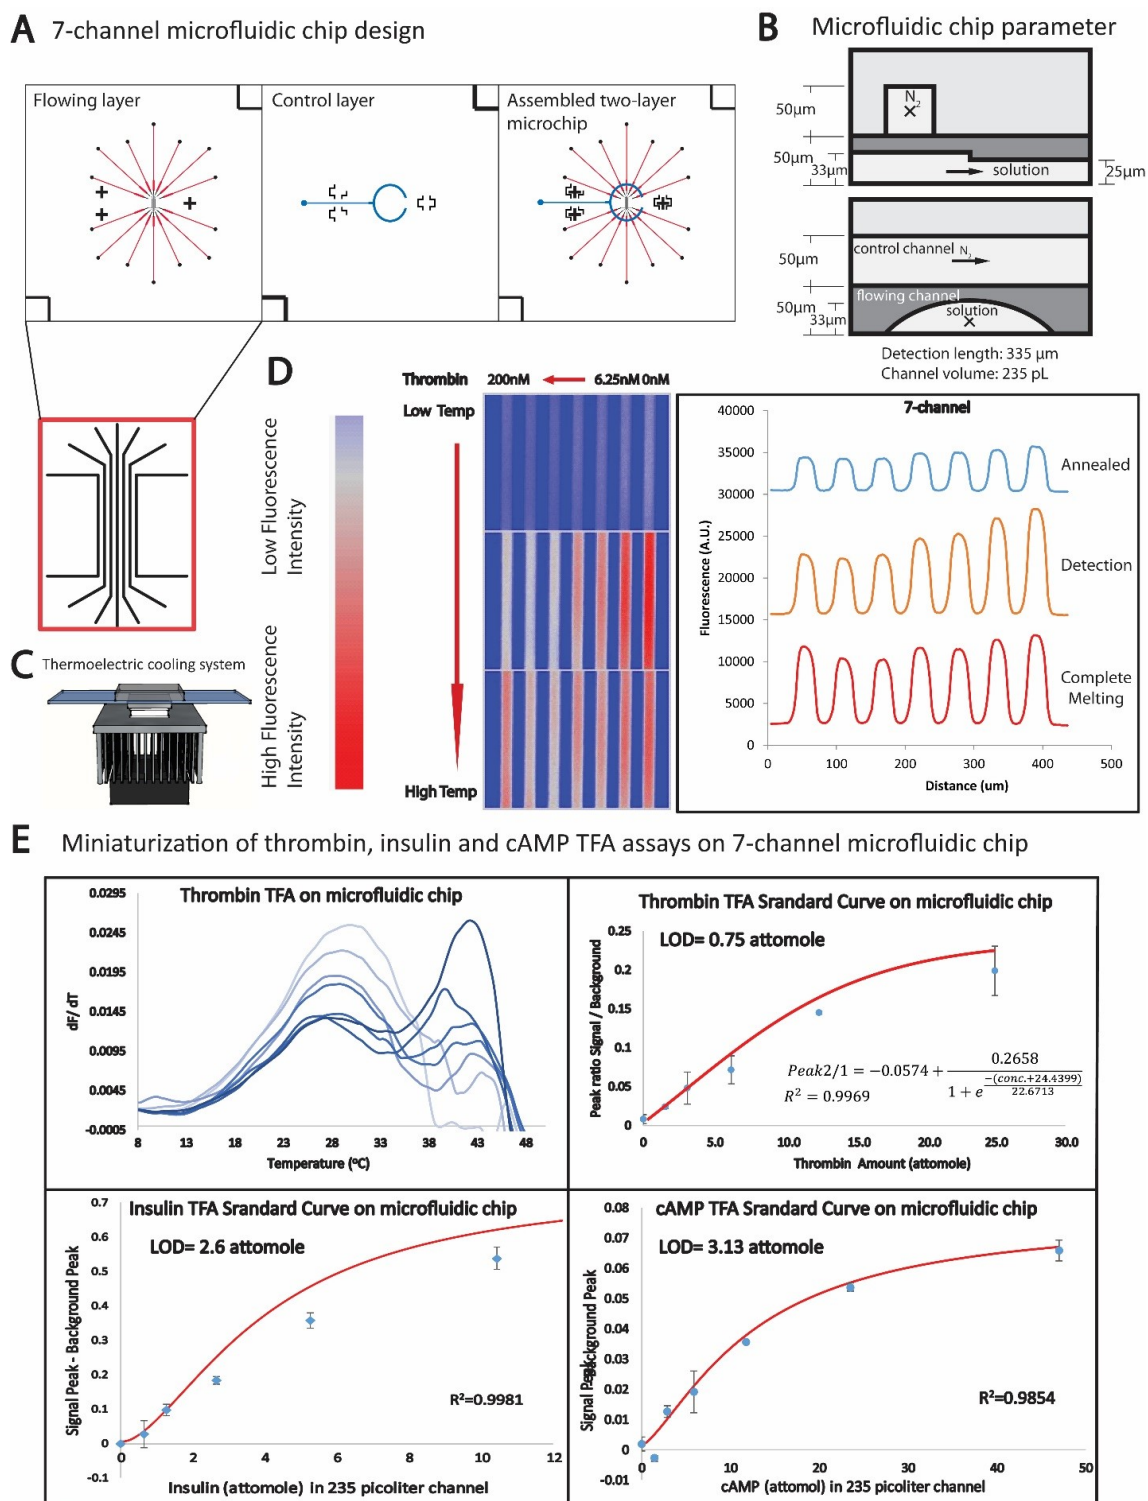 A 7-channel microfluidic chip design
Flowing layer
Control layer
Assembled two-layer
microchip
B Microfluidic chip parameter
N2
50µm
50µm
33µm
solution
25µm
50µm
control channel N2
flowing channel
50µm
33µm
solution
Detection length: 335 µm
Channel volume: 235 pL
C Thermoelectric cooling system
D
Low Fluorescence
Intensity
High Fluorescence
Intensity
Thrombin 200nM 6.25nM 0nM
Low Temp
High Temp
7-channel
Fluorescence (A.U.)
40000
35000
30000
25000
20000
15000
10000
5000
0
Annealed
Detection
Complete
Melting
0 100 200 300 400 500
Distance (um)
E Miniaturization of thrombin, insulin and cAMP TFA assays on 7-channel microfluidic chip
Thrombin TFA on microfluidic chip
dF/ dT
0.0295
0.0245
0.0195
0.0145
0.0095
0.0045
-0.0005
8 13 18 23 28 33 38 43 48
Temperature (ºC)
Thrombin TFA Srandard Curve on microfluidic chip
LOD= 0.75 attomole
Peak ratio Signal / Background
0.25
0.2
0.15
0.1
0.05
0
Peak2/1 = −0.0574 + 0.2658 / 1 + e^(−(conc.+24.4399) / 22.6713)
R² = 0.9969
0 5.0 10.0 15.0 20.0 25.0 30.0
Thrombin Amount (attomole)
Insulin TFA Srandard Curve on microfluidic chip
LOD= 2.6 attomole
Signal Peak - Background Peak
0.7
0.6
0.5
0.4
0.3
0.2
0.1
0
-0.1
R²=0.9981
0 2 4 6 8 10 12
Insulin (attomole) in 235 picoliter channel
cAMP TFA Srandard Curve on microfluidic chip
LOD= 3.13 attomole
Signal Peak Background Peak
0.08
0.07
0.06
0.05
0.04
0.03
0.02
0.01
0
-0.01
R²=0.9854
0 10 20 30 40 50
cAMP (attomol) in 235 picoliter channel